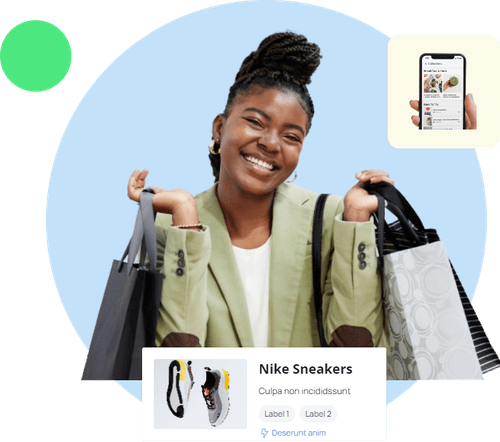 Nike Sneakers
Culpa non incididssunt
Label 1
Label 2
Deserunt anim